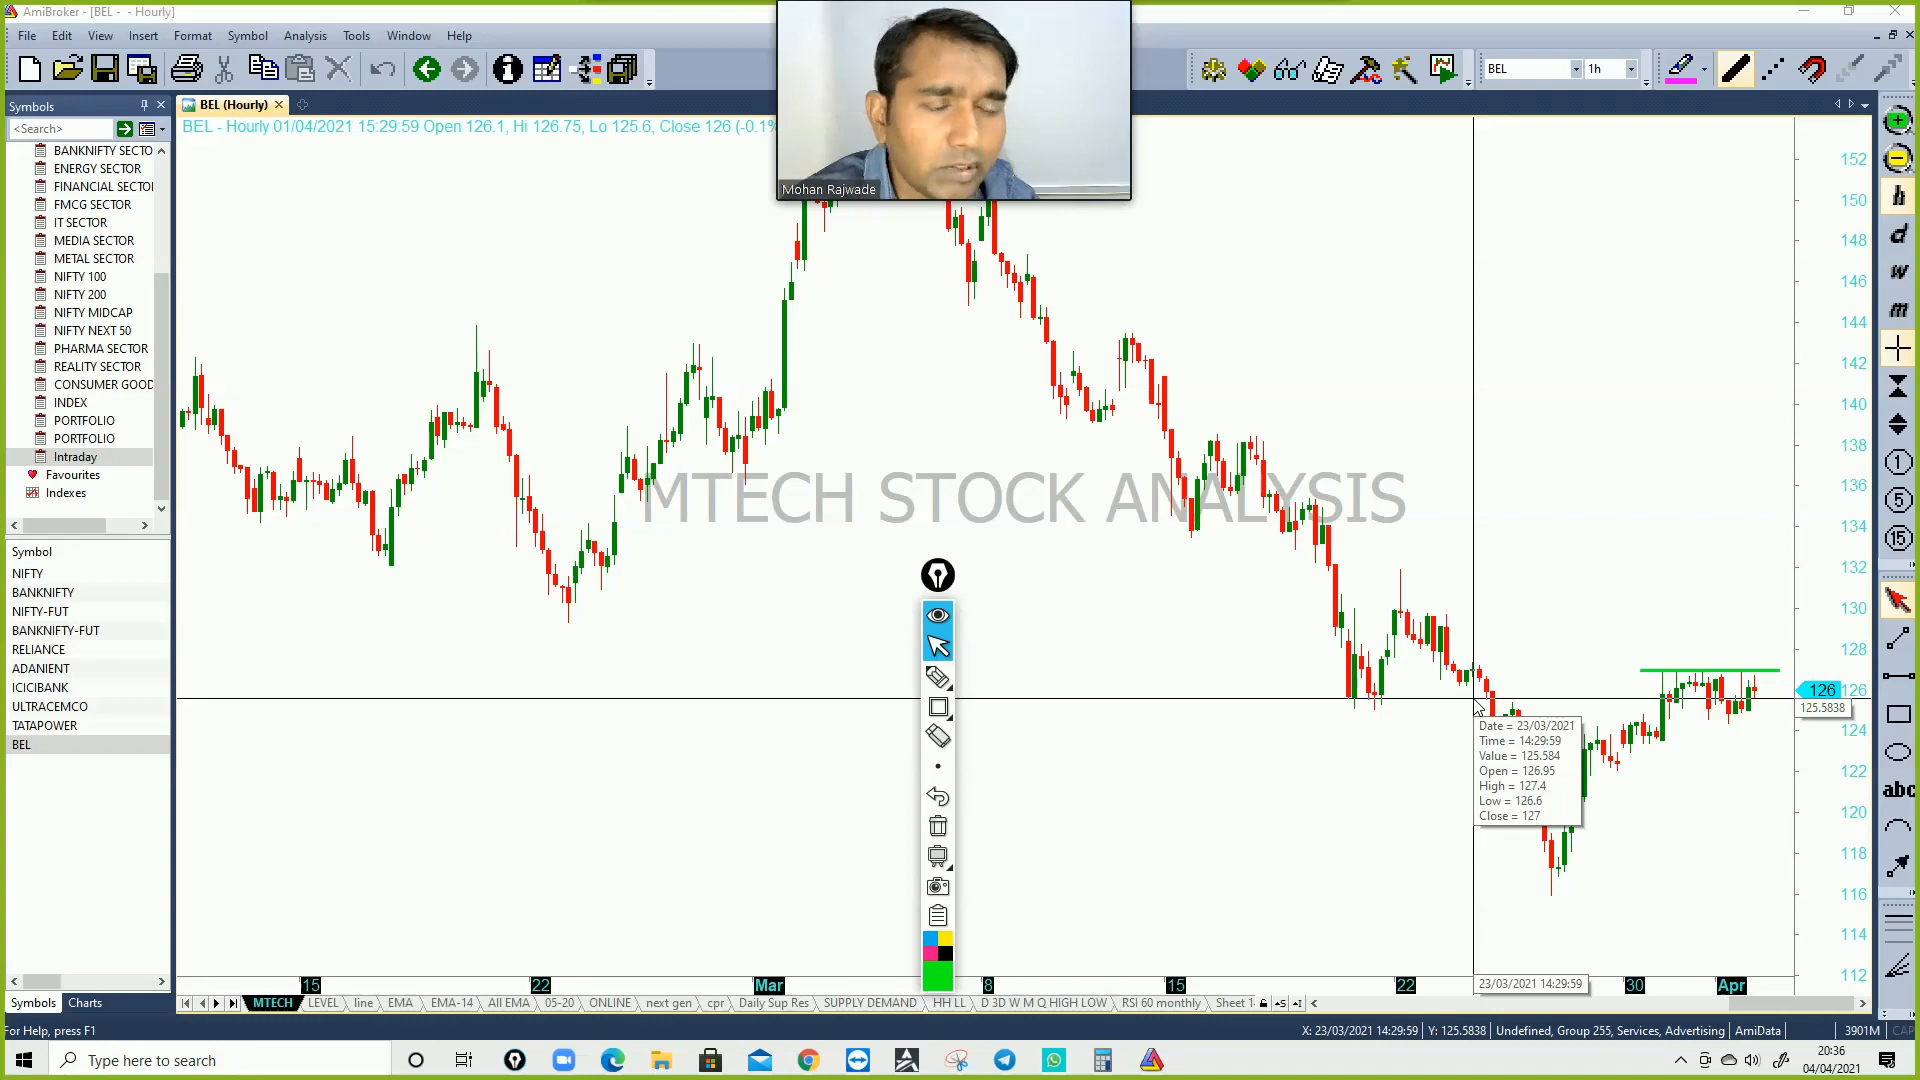 AmiBroker - [BEL - - Hourly]
File Edit View Insert Format Symbol Analysis Tools Window Help
BEL 1h
Symbols
BEL (Hourly)
<Search>
BEL - Hourly 01/04/2021 15:29:59 Open 126.1, Hi 126.75, Lo 125.6, Close 126 (-0.1%
Mohan Rajwade
BANKNIFTY SECTO
ENERGY SECTOR
FINANCIAL SECTO
FMCG SECTOR
IT SECTOR
MEDIA SECTOR
METAL SECTOR
NIFTY 100
NIFTY 200
NIFTY MIDCAP
NIFTY NEXT 50
PHARMA SECTOR
REALITY SECTOR
CONSUMER GOOD
INDEX
PORTFOLIO
PORTFOLIO
Intraday
Favourites
Indexes
Symbol
NIFTY
BANKNIFTY
NIFTY-FUT
BANKNIFTY-FUT
RELIANCE
ADANIENT
ICICIBANK
ULTRACEMCO
TATAPOWER
BEL
MTECH STOCK ANALYSIS
152
150
148
146
144
142
140
138
136
134
132
130
128
126 126
125.5838
124
122
120
118
116
114
112
h
d
w
m
1
5
15
abc
Date = 23/03/2021
Time = 14:29:59
Value = 125.584
Open = 126.95
High = 127.4
Low = 126.6
Close = 127
15 22 Mar 8 15 22 23/03/2021 14:29:59 30 Apr
Symbols Charts
MTECH LEVEL line EMA EMA-14 All EMA 05-20 ONLINE next gen cpr Daily Sup Res SUPPLY DEMAND HH LL D 3D W M Q HIGH LOW RSI 60 monthly Sheet 1
For Help, press F1
X: 23/03/2021 14:29:59 Y: 125.5838 Undefined, Group 255, Services, Advertising AmiData 3901M CAP
Type here to search
20:36
04/04/2021